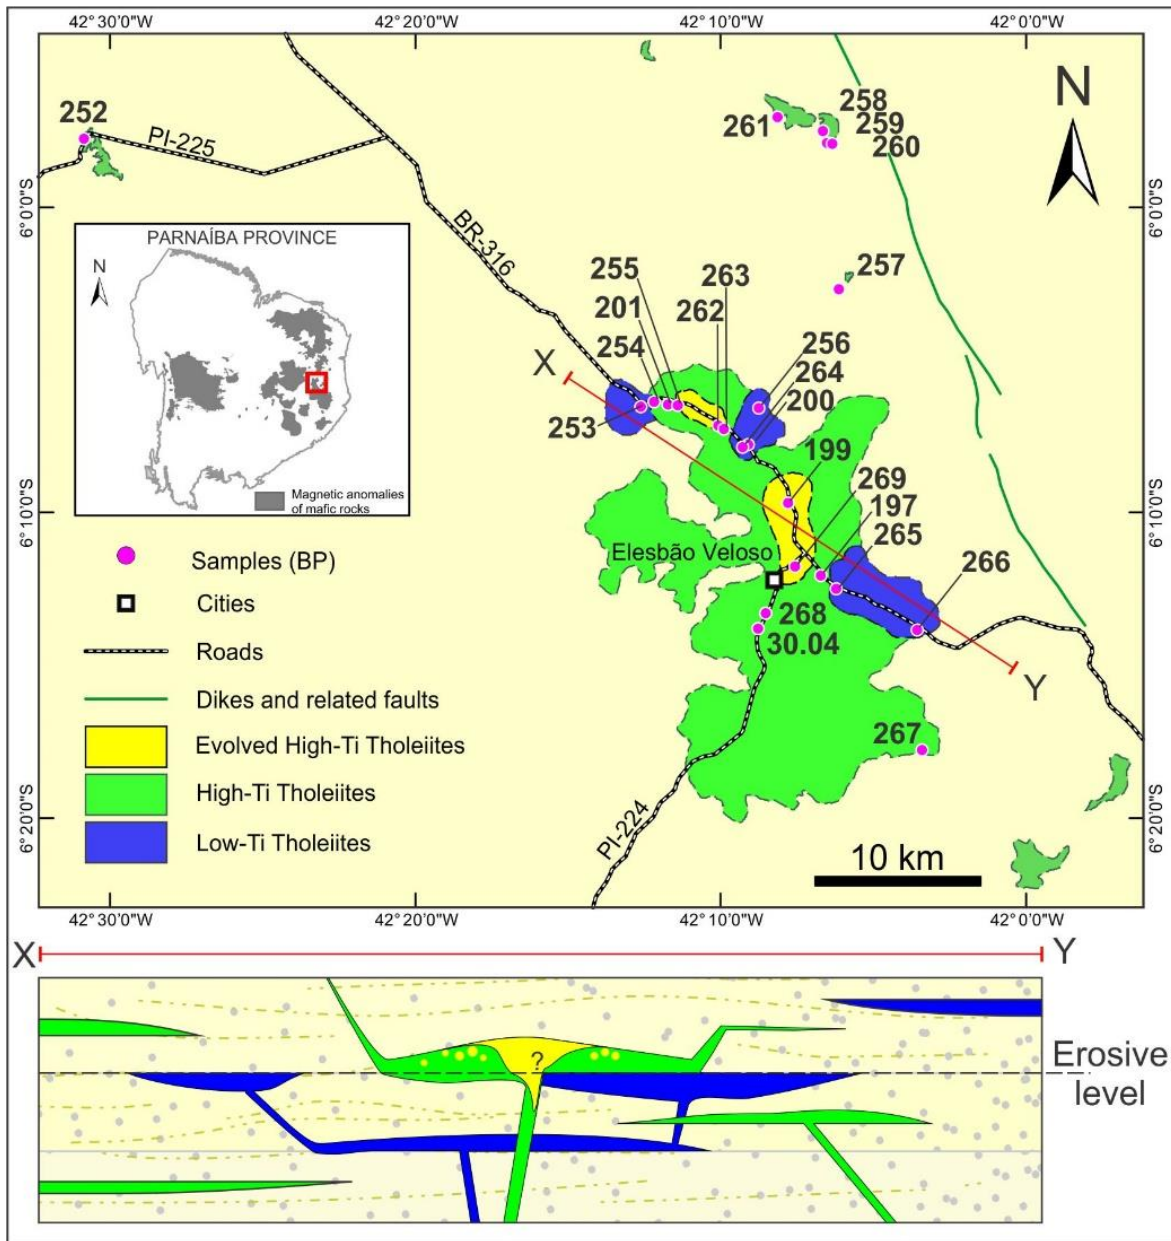 42°30'0"W
42°20'0"W
42°10'0"W
42°0'0"W
252
PI-225
BR-316
N
258
261
259
260
6°0'0"S
6°0'0"S
PARNAÍBA PROVINCE
N
Magnetic anomalies
of mafic rocks
257
255
263
201
262
254
256
264
200
X
253
199
269
197
265
266
6°10'0"S
6°10'0"S
Elesbão Veloso
268
30.04
Y
267
Samples (BP)
Cities
Roads
Dikes and related faults
Evolved High-Ti Tholeiites
High-Ti Tholeiites
Low-Ti Tholeiites
PI-224
6°20'0"S
10 km
42°30'0"W
42°20'0"W
42°10'0"W
42°0'0"W
X
Y
?
Erosive
level